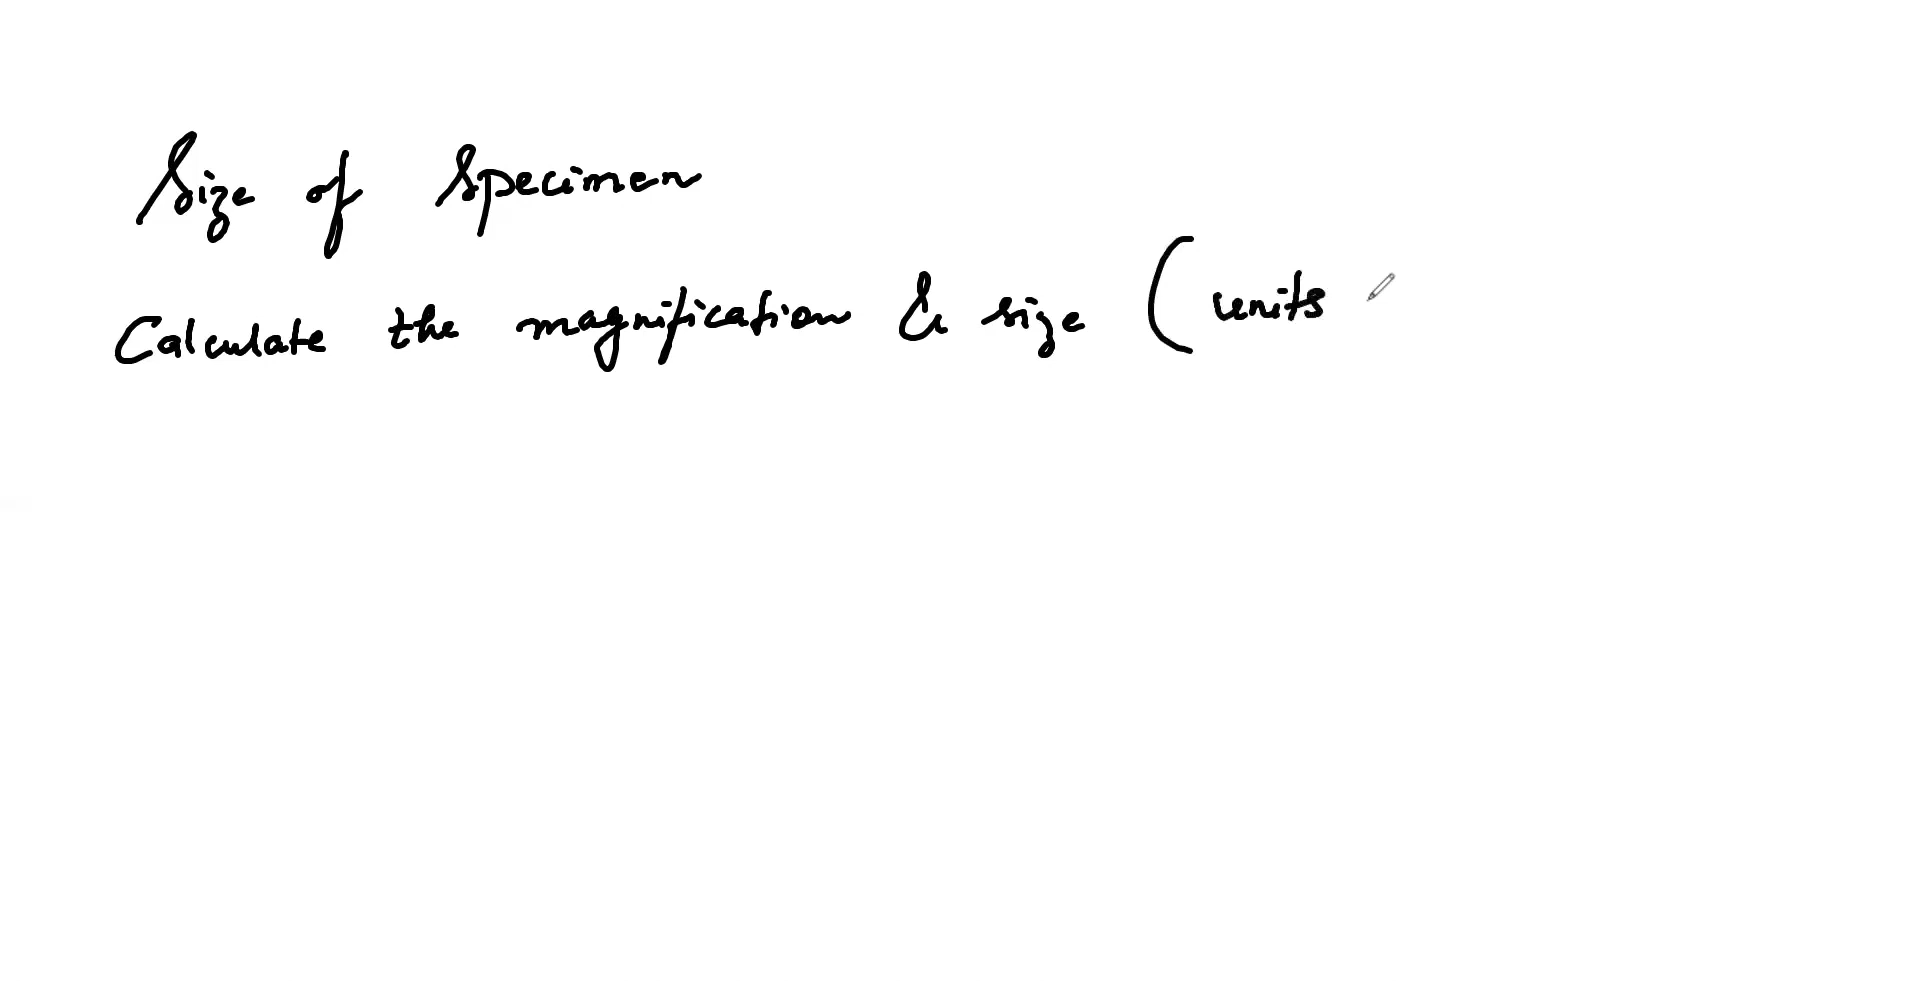 Size of Specimen
Calculate the magnification & size (units